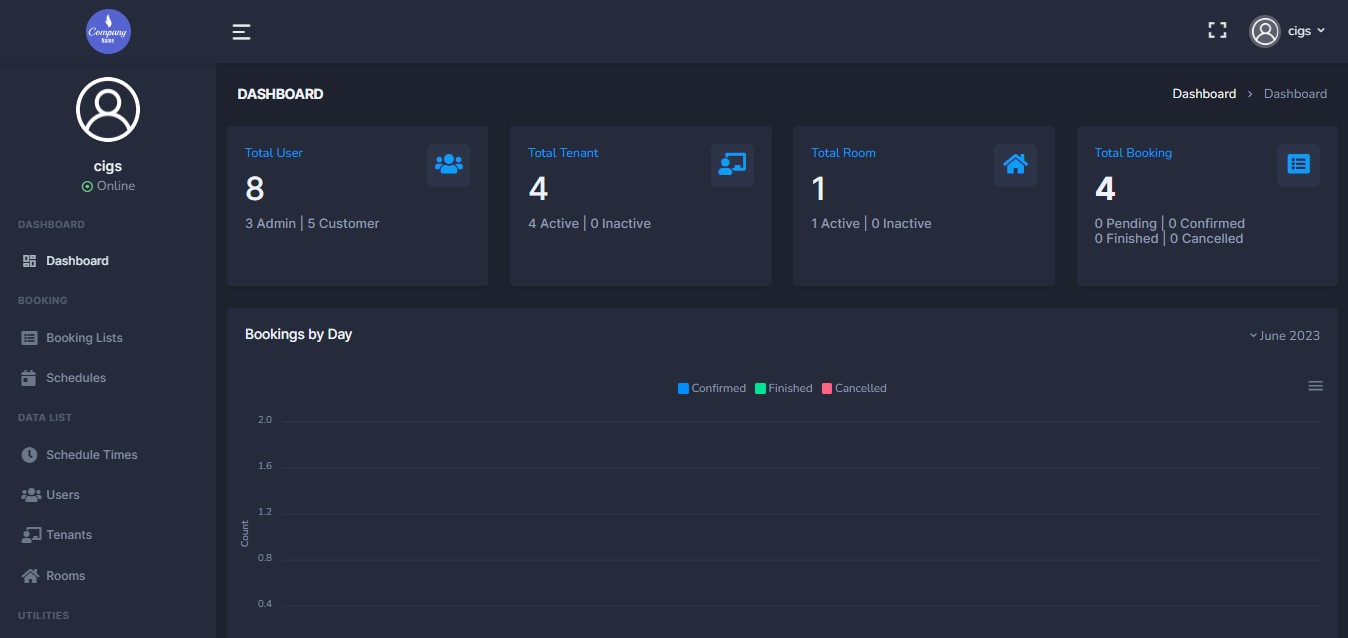 Company
Name
cigs
cigs
Online
DASHBOARD
Dashboard
BOOKING
Booking Lists
Schedules
DATA LIST
Schedule Times
Users
Tenants
Rooms
UTILITIES
DASHBOARD
Dashboard > Dashboard
Total User
8
3 Admin | 5 Customer
Total Tenant
4
4 Active | 0 Inactive
Total Room
1
1 Active | 0 Inactive
Total Booking
4
0 Pending | 0 Confirmed
0 Finished | 0 Cancelled
Bookings by Day
June 2023
Confirmed Finished Cancelled
2.0
1.6
1.2
0.8
0.4
Count